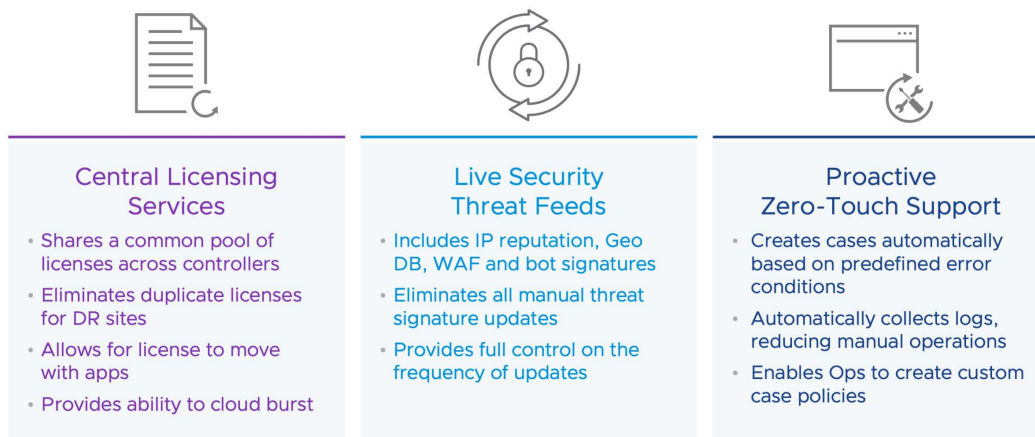 Central Licensing
Services
• Shares a common pool of
licenses across controllers
• Eliminates duplicate licenses
for DR sites
• Allows for license to move
with apps
• Provides ability to cloud burst
Live Security
Threat Feeds
• Includes IP reputation, Geo
DB, WAF and bot signatures
• Eliminates all manual threat
signature updates
• Provides full control on the
frequency of updates
Proactive
Zero-Touch Support
• Creates cases automatically
based on predefined error
conditions
• Automatically collects logs,
reducing manual operations
• Enables Ops to create custom
case policies